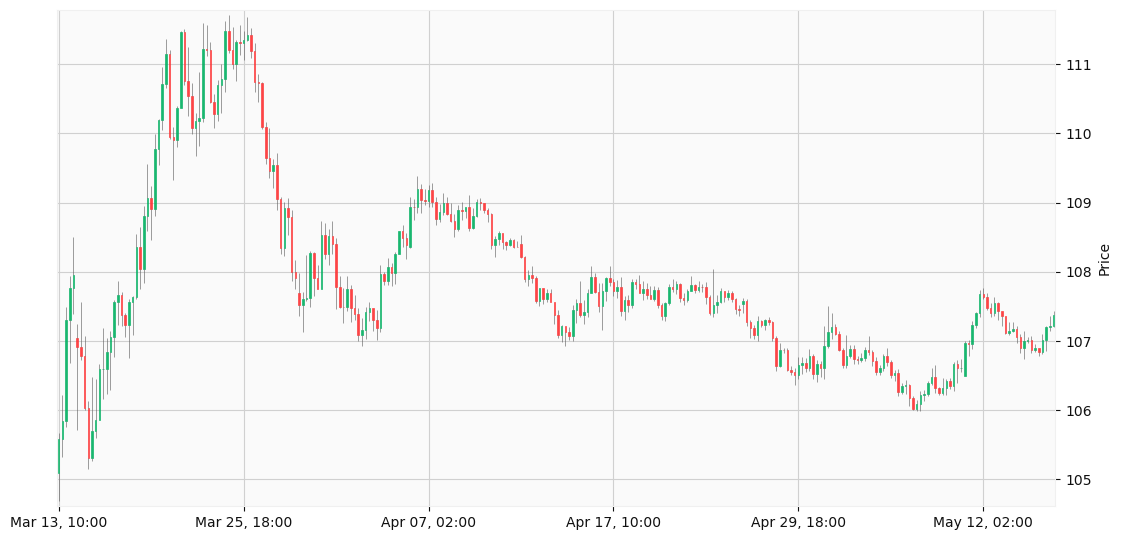 111
110
109
108
107
106
105
Price
Mar 13, 10:00
Mar 25, 18:00
Apr 07, 02:00
Apr 17, 10:00
Apr 29, 18:00
May 12, 02:00